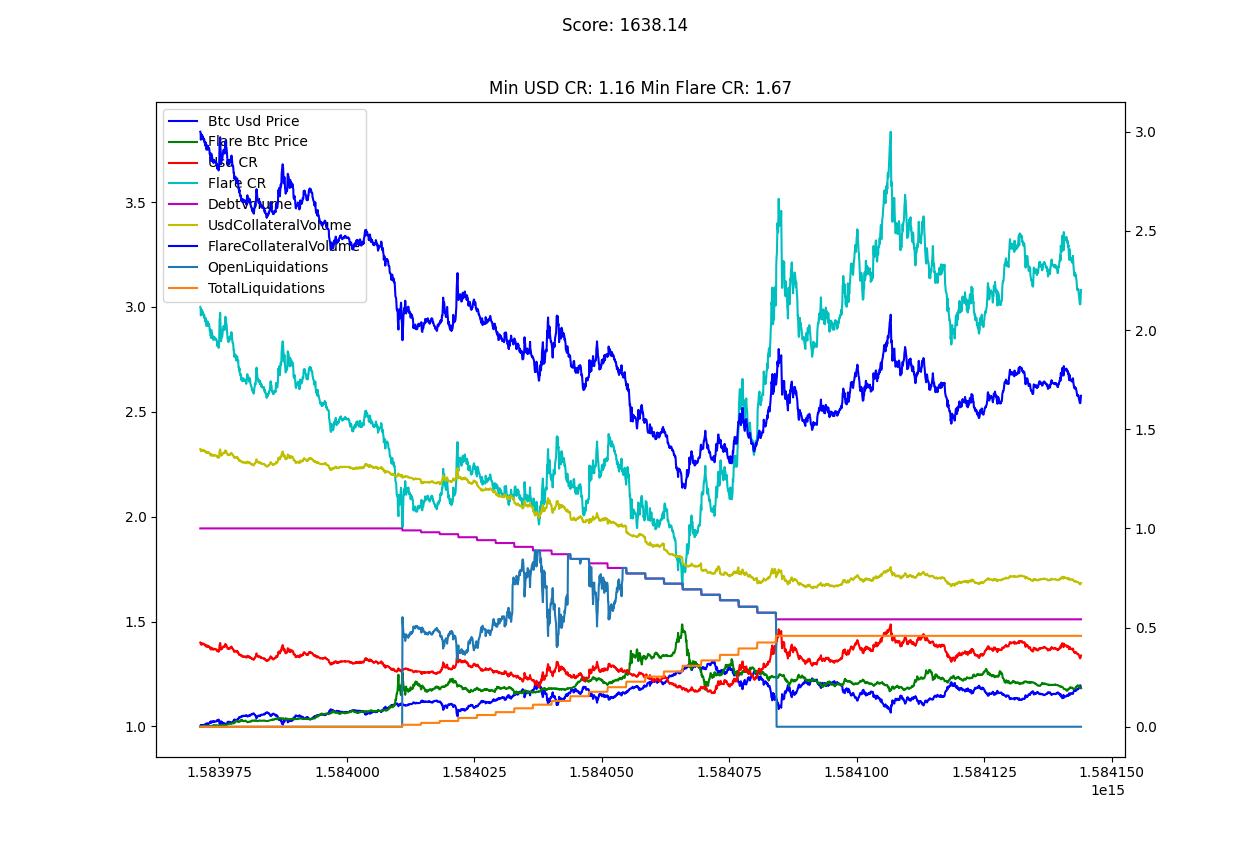 Score: 1638.14
Min USD CR: 1.16 Min Flare CR: 1.67
Btc Usd Price
Flare Btc Price
Usd CR
Flare CR
DebtVolume
UsdCollateralVolume
FlareCollateralVolume
OpenLiquidations
TotalLiquidations
3.5
3.0
2.5
2.0
1.5
1.0
3.0
2.5
2.0
1.5
1.0
0.5
0.0
1.583975 1.584000 1.584025 1.584050 1.584075 1.584100 1.584125 1.584150
1e15